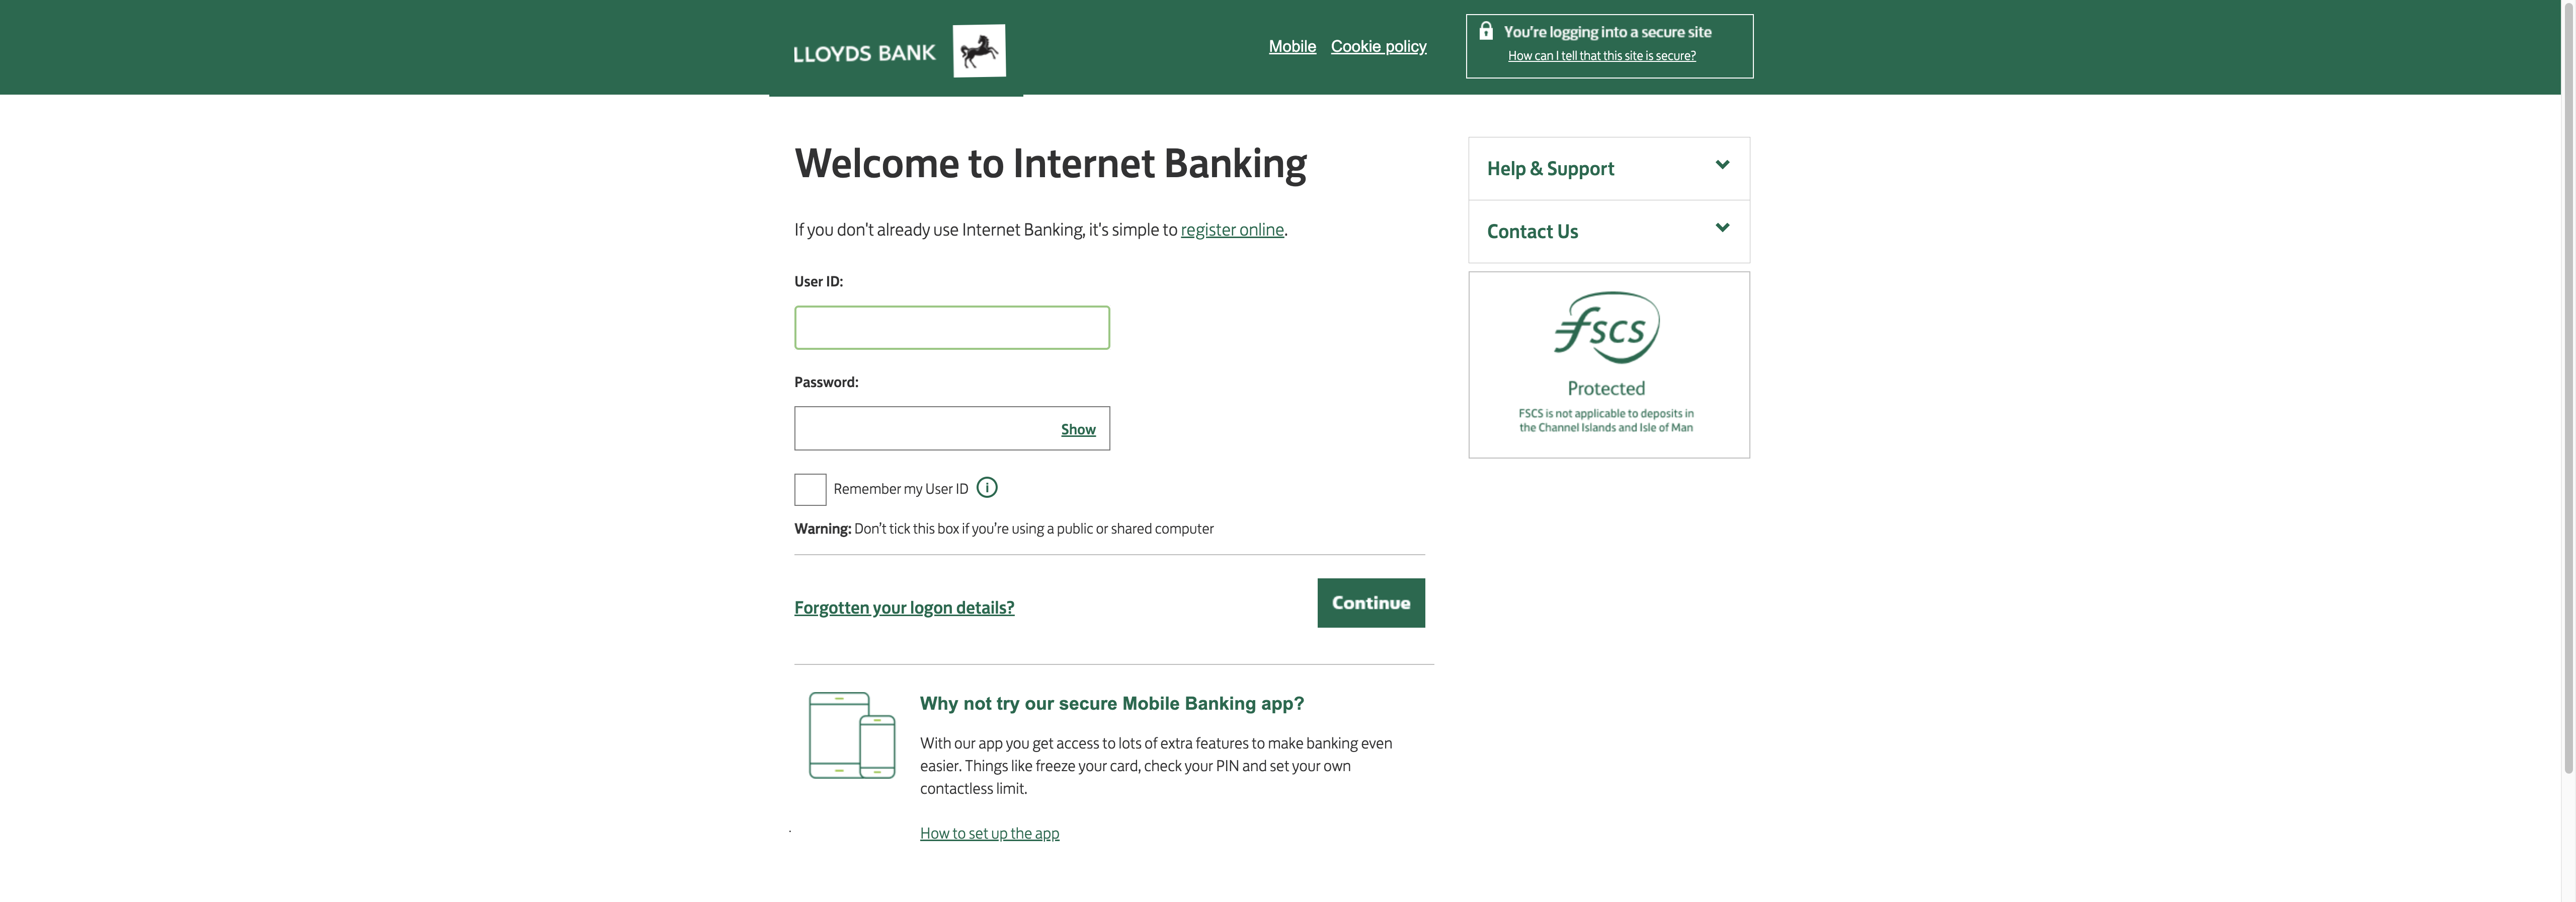 LLOYDS BANK
Mobile
Cookie policy
You're logging into a secure site
How can I tell that this site is secure?
Welcome to Internet Banking
If you don't already use Internet Banking, it's simple to register online.
User ID:
Password:
Show
Remember my User ID
i
Warning: Don't tick this box if you're using a public or shared computer
Forgotten your logon details?
Continue
Why not try our secure Mobile Banking app?
With our app you get access to lots of extra features to make banking even
easier. Things like freeze your card, check your PIN and set your own
contactless limit.
How to set up the app
Help & Support
Contact Us
FSCS
Protected
FSCS is not applicable to deposits in
the Channel Islands and Isle of Man